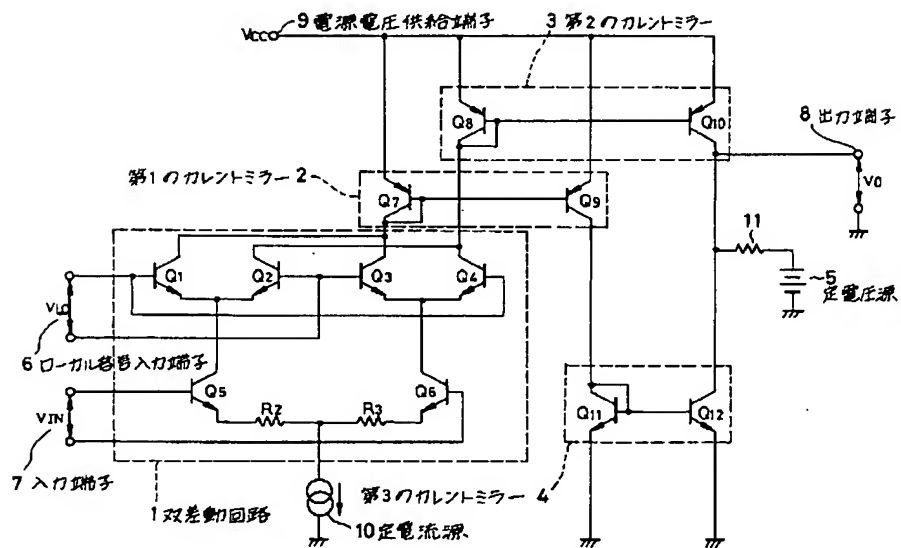 VCC 9 電源電圧供給端子
3 第2のカレントミラー
Q8
Q10
8 出力端子
VO
第1のカレントミラー 2
Q7
Q9
11
Q1
Q2
Q3
Q4
5
定電圧源
VLO
6 ローカル信号入力端子
Q5
Q6
R2
R3
VIN
Q11
Q12
7 入力端子
第3のカレントミラー 4
1 双差動回路
10 定電流源